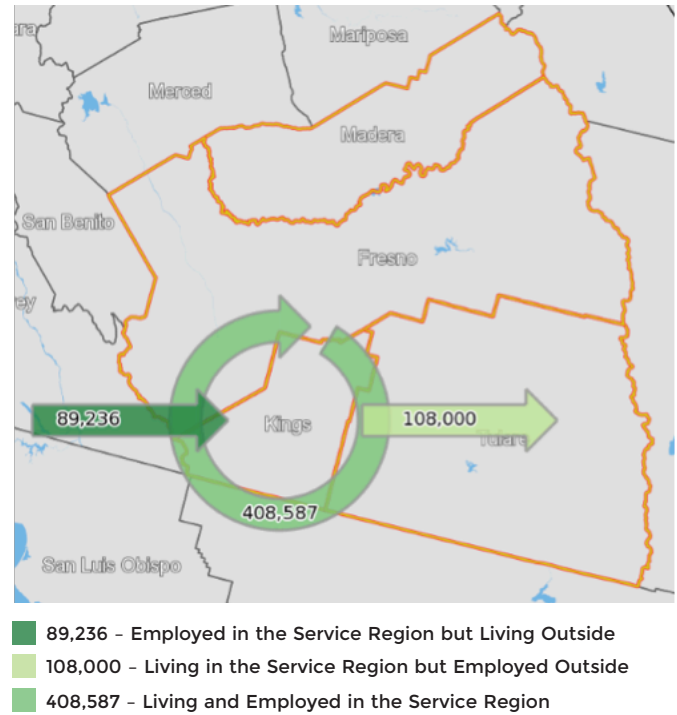 ara
Mariposa
Merced
Madera
San Benito
Fresno
ey
89,236
Kings
108,000
Tulare
408,587
San Luis Obispo
89,236 – Employed in the Service Region but Living Outside
108,000 – Living in the Service Region but Employed Outside
408,587 – Living and Employed in the Service Region